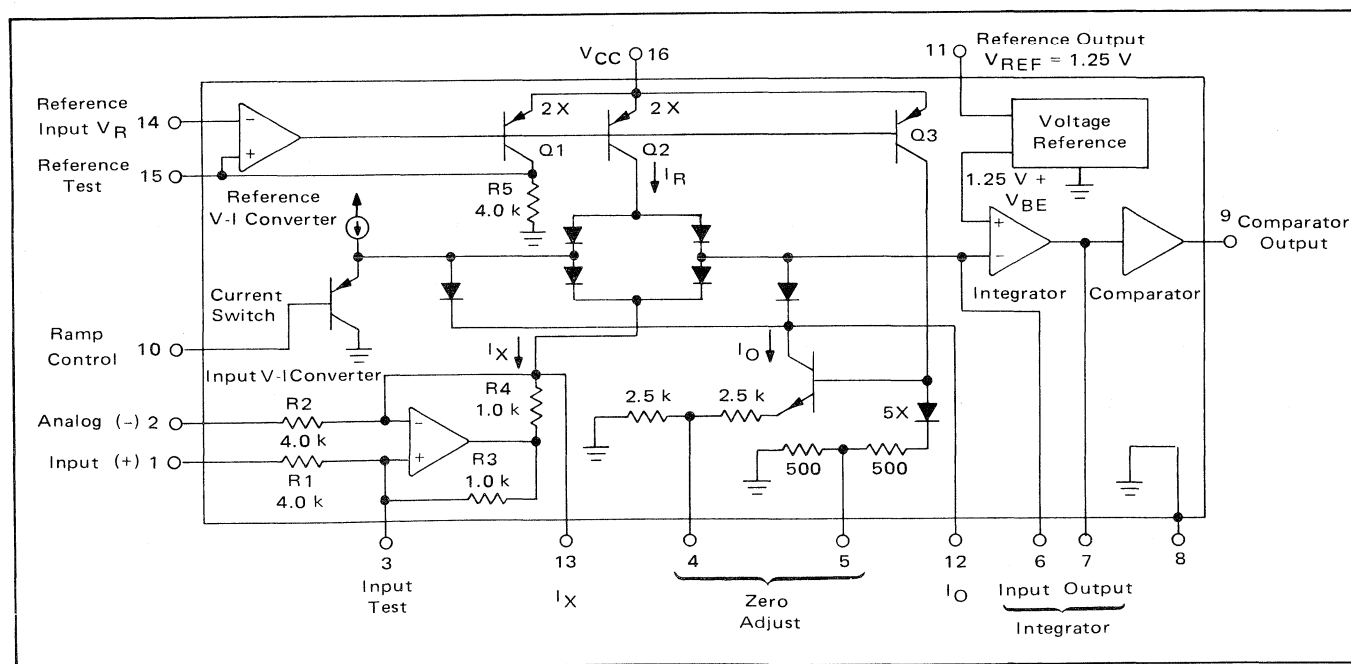 VCC 16
11 Reference Output
VREF = 1.25 V
Reference
Input VR 14
Reference
Test 15
2X
2X
Q1
Q2
Q3
Voltage
Reference
IR
R5
4.0 k
1.25 V +
VBE
Reference
V-I Converter
9 Comparator
Output
Current
Switch
Integrator
Comparator
Ramp
Control 10
IX
IO
Input V-I Converter
R4
1.0 k
2.5 k
2.5 k
5X
Analog (–) 2
R2
4.0 k
Input (+) 1
R1
4.0 k
R3
1.0 k
500
500
+
–
–
+
–
+
3
Input
Test
13
IX
4
5
Zero
Adjust
12
IO
6
7
8
Input Output
Integrator